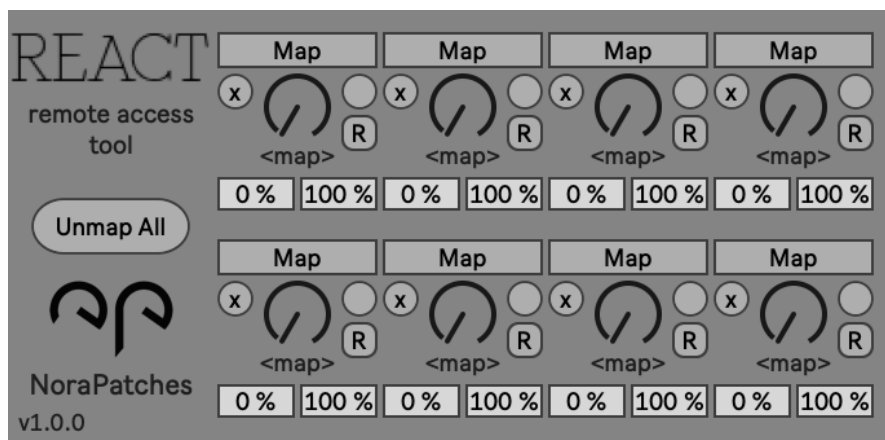 REACT
remote access
tool
Unmap All
NoraPatches
v1.0.0
Map Map Map Map
x x x x
R R R R
<map> <map> <map> <map>
0 % 100 % 0 % 100 % 0 % 100 % 0 % 100 %
Map Map Map Map
x x x x
R R R R
<map> <map> <map> <map>
0 % 100 % 0 % 100 % 0 % 100 % 0 % 100 %